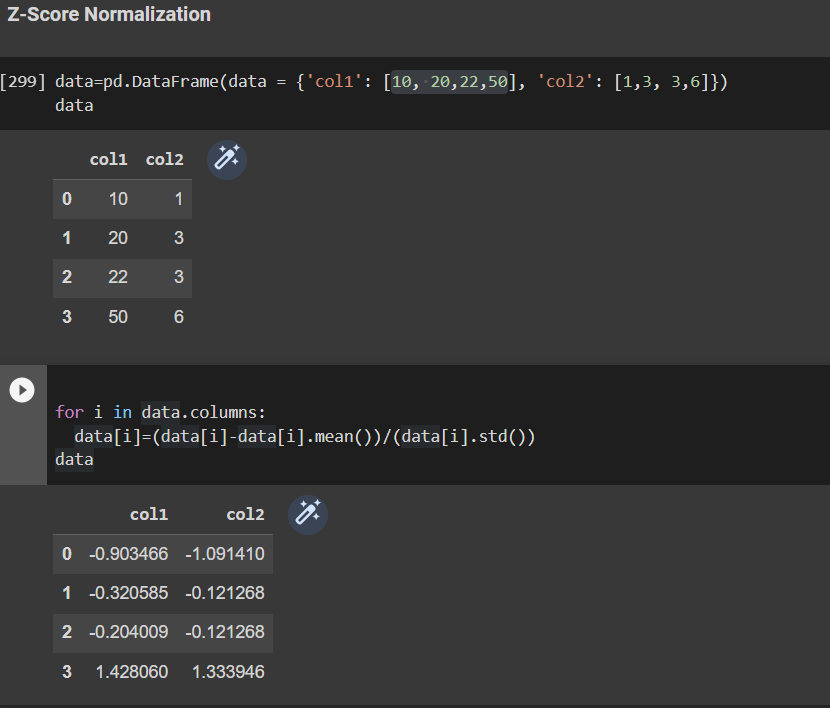 Z-Score Normalization
[299] data=pd.DataFrame(data = {'col1': [10, 20,22,50], 'col2': [1,3, 3,6]})
data
col1 col2
0 10 1
1 20 3
2 22 3
3 50 6
for i in data.columns:
data[i]=(data[i]-data[i].mean())/(data[i].std())
data
col1 col2
0 -0.903466 -1.091410
1 -0.320585 -0.121268
2 -0.204009 -0.121268
3 1.428060 1.333946